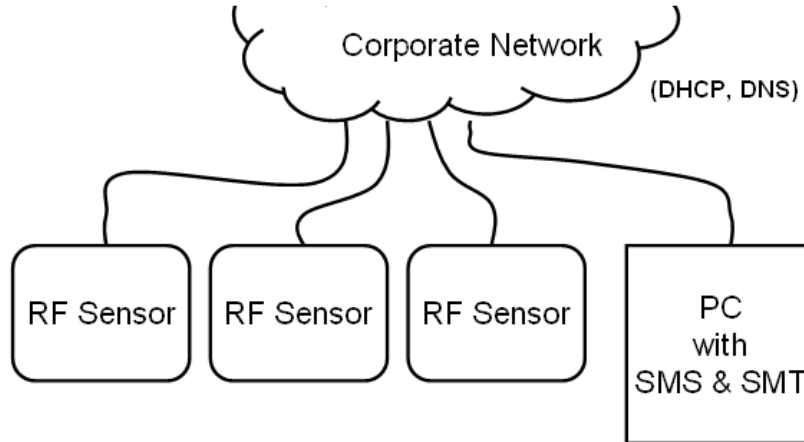 Corporate Network
(DHCP, DNS)
RF Sensor
RF Sensor
RF Sensor
PC
with
SMS & SMT